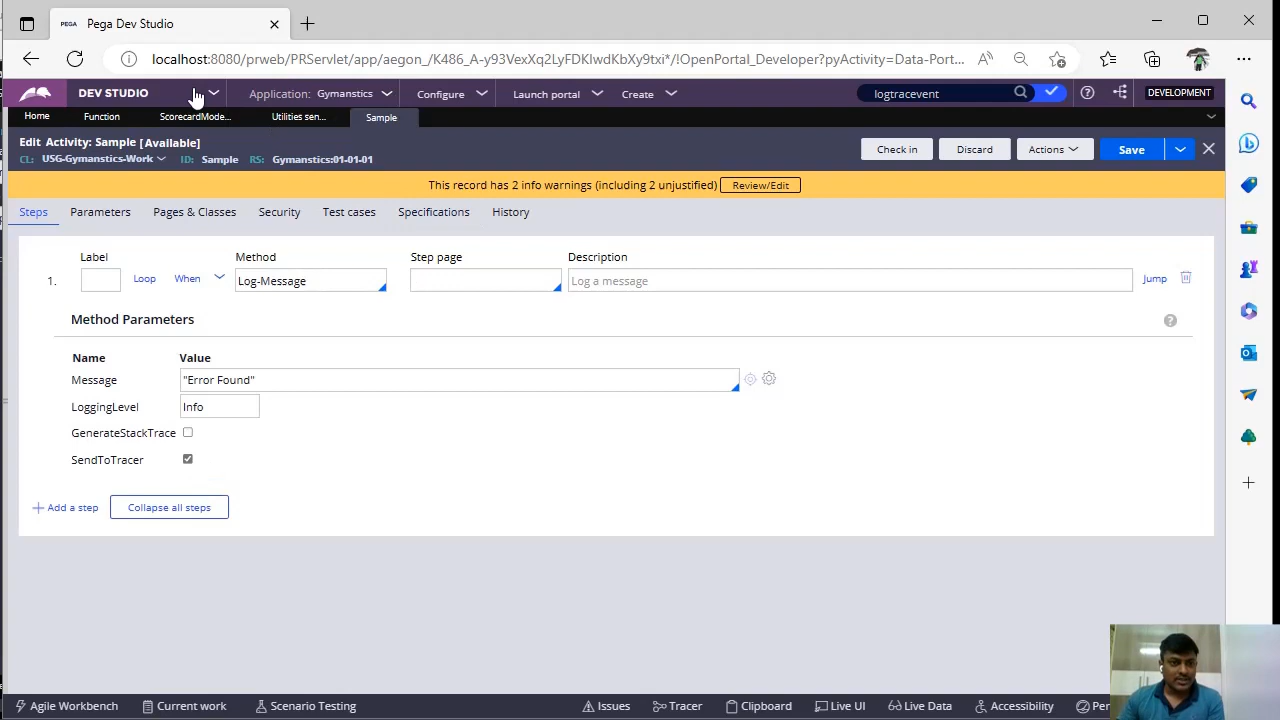 PEGA Pega Dev Studio
localhost:8080/prweb/PRServlet/app/aegon_/K486_A-y93VexXq2LyFDKIwdKbXy9txi*/!OpenPortal_Developer?pyActivity=Data-Port...
DEV STUDIO Application: Gymanstics Configure Launch portal Create logtracevent DEVELOPMENT
Home Function ScorecardMode... Utilities sen... Sample
Edit Activity: Sample [Available]
CL: USG-Gymanstics-Work ID: Sample RS: Gymanstics:01-01-01
Check in Discard Actions Save
This record has 2 info warnings (including 2 unjustified) Review/Edit
Steps Parameters Pages & Classes Security Test cases Specifications History
Label Method Step page Description
1. Loop When Log-Message Log a message Jump
Method Parameters
Name Value
Message "Error Found"
LoggingLevel Info
GenerateStackTrace
SendToTracer
Add a step Collapse all steps
Agile Workbench Current work Scenario Testing Issues Tracer Clipboard Live UI Live Data Accessibility